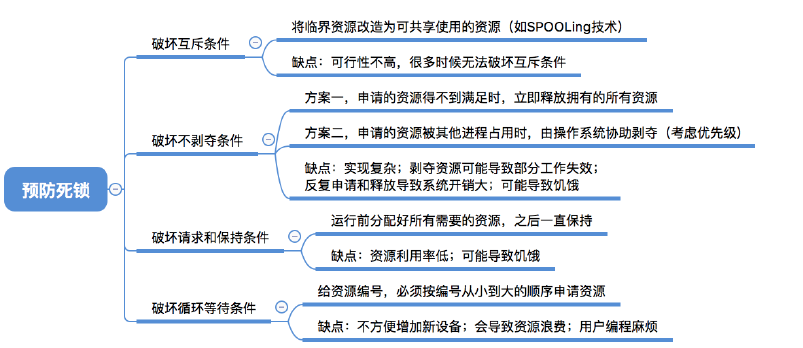 预防死锁
破坏互斥条件
将临界资源改造为可共享使用的资源（如SPOOLing技术）
缺点：可行性不高，很多时候无法破坏互斥条件
破坏不剥夺条件
方案一，申请的资源得不到满足时，立即释放拥有的所有资源
方案二，申请的资源被其他进程占用时，由操作系统协助剥夺（考虑优先级）
缺点：实现复杂；剥夺资源可能导致部分工作失效；
反复申请和释放导致系统开销大；可能导致饥饿
破坏请求和保持条件
运行前分配好所有需要的资源，之后一直保持
缺点：资源利用率低；可能导致饥饿
破坏循环等待条件
给资源编号，必须按编号从小到大的顺序申请资源
缺点：不方便增加新设备；会导致资源浪费；用户编程麻烦